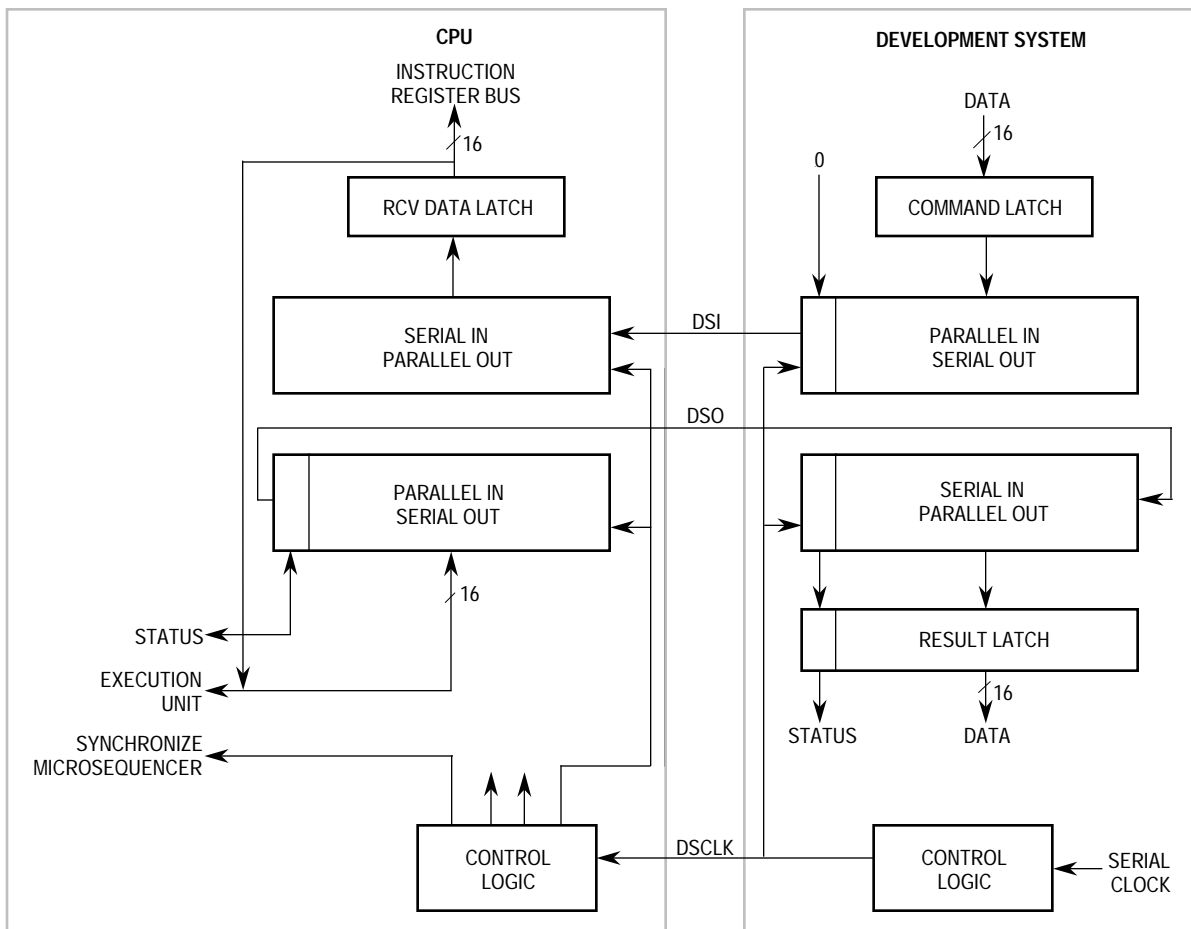 CPU
INSTRUCTION
REGISTER BUS
16
RCV DATA LATCH
SERIAL IN
PARALLEL OUT
PARALLEL IN
SERIAL OUT
16
STATUS
EXECUTION
UNIT
SYNCHRONIZE
MICROSEQUENCER
CONTROL
LOGIC
DSI
DSO
DSCLK
DEVELOPMENT SYSTEM
DATA
16
0
COMMAND LATCH
PARALLEL IN
SERIAL OUT
SERIAL IN
PARALLEL OUT
RESULT LATCH
16
STATUS
DATA
CONTROL
LOGIC
SERIAL
CLOCK